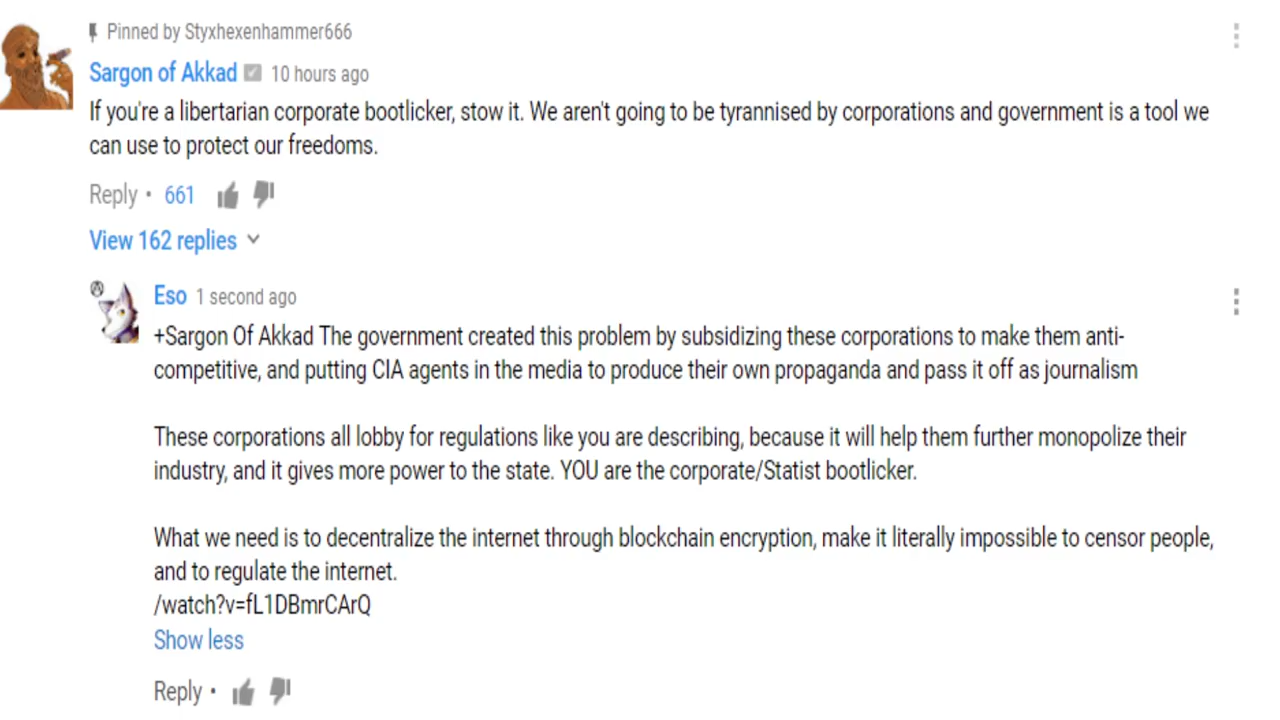 Pinned by Styxhexenhammer666
Sargon of Akkad 10 hours ago
If you're a libertarian corporate bootlicker, stow it. We aren't going to be tyrannised by corporations and government is a tool we
can use to protect our freedoms.
Reply • 661
View 162 replies
Eso 1 second ago
+Sargon Of Akkad The government created this problem by subsidizing these corporations to make them anti-
competitive, and putting CIA agents in the media to produce their own propaganda and pass it off as journalism
These corporations all lobby for regulations like you are describing, because it will help them further monopolize their
industry, and it gives more power to the state. YOU are the corporate/Statist bootlicker.
What we need is to decentralize the internet through blockchain encryption, make it literally impossible to censor people,
and to regulate the internet.
/watch?v=fL1DBmrCArQ
Show less
Reply •